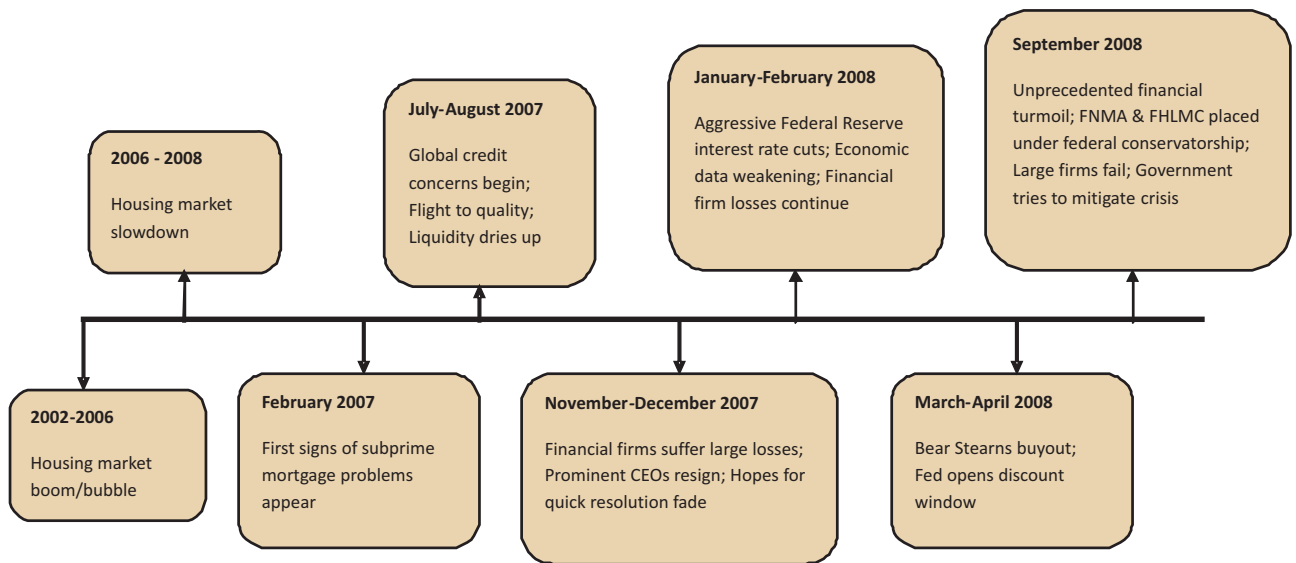 2002-2006
Housing market
boom/bubble
2006 - 2008
Housing market
slowdown
February 2007
First signs of subprime
mortgage problems
appear
July-August 2007
Global credit
concerns begin;
Flight to quality;
Liquidity dries up
November-December 2007
Financial firms suffer large losses;
Prominent CEOs resign; Hopes for
quick resolution fade
January-February 2008
Aggressive Federal Reserve
interest rate cuts; Economic
data weakening; Financial
firm losses continue
March-April 2008
Bear Stearns buyout;
Fed opens discount
window
September 2008
Unprecedented financial
turmoil; FNMA & FHLMC placed
under federal conservatorship;
Large firms fail; Government
tries to mitigate crisis